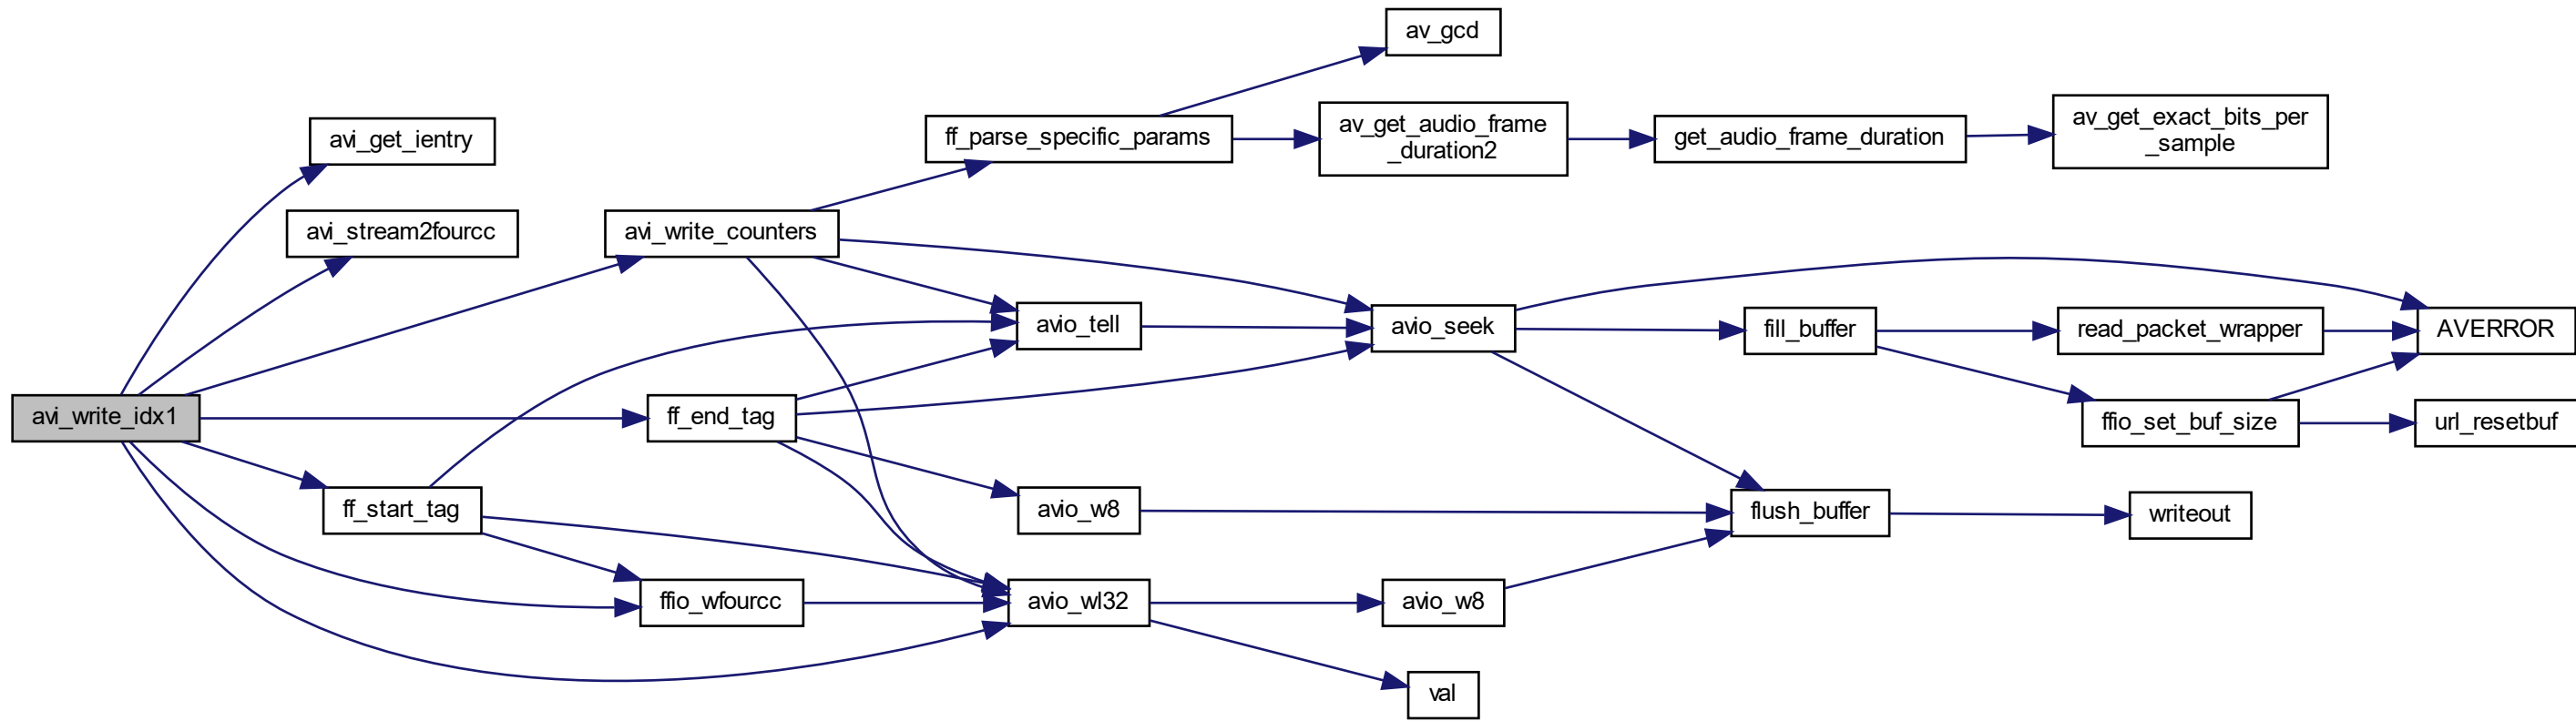 av_gcd
av_get_audio_frame
_duration2
av_get_exact_bits_per
_sample
avi_get_ientry
ff_parse_specific_params
get_audio_frame_duration
avi_stream2fourcc
avi_write_counters
avio_tell
avio_seek
fill_buffer
read_packet_wrapper
AVERROR
avi_write_idx1
ff_end_tag
ffio_set_buf_size
url_resetbuf
ff_start_tag
avio_w8
flush_buffer
writeout
ffio_wfourcc
avio_wl32
avio_w8
val